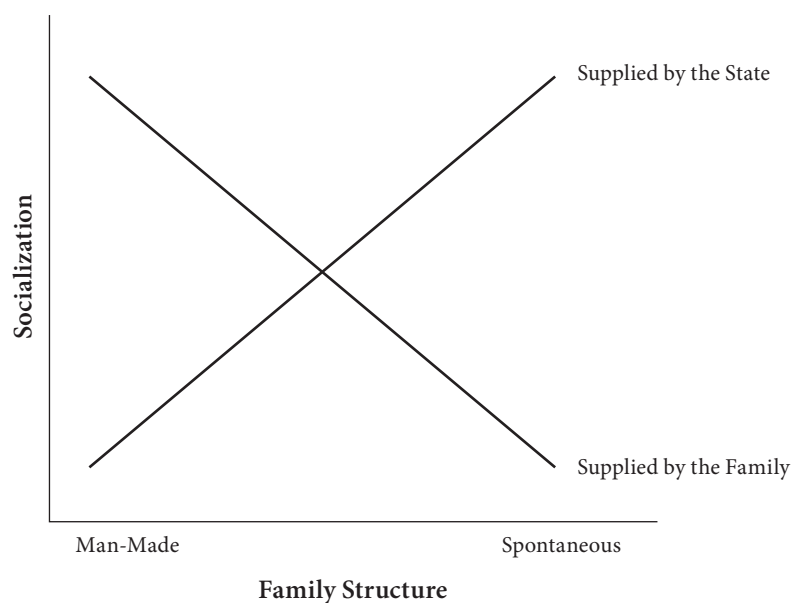 Supplied by the State
Socialization
Supplied by the Family
Man-Made
Spontaneous
Family Structure